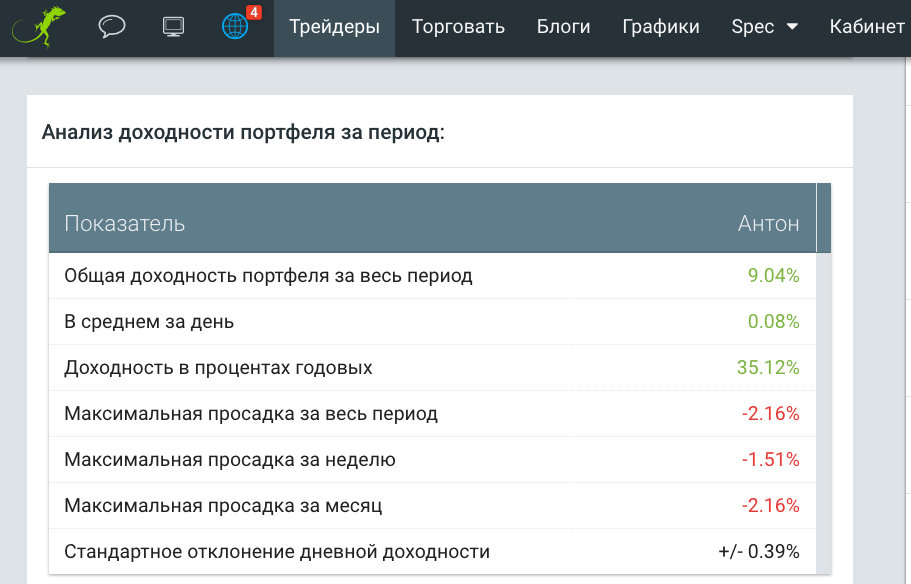 4
Трейдеры Торговать Блоги Графики Spec Кабинет
Анализ доходности портфеля за период:
Показатель Антон
Общая доходность портфеля за весь период 9.04%
В среднем за день 0.08%
Доходность в процентах годовых 35.12%
Максимальная просадка за весь период -2.16%
Максимальная просадка за неделю -1.51%
Максимальная просадка за месяц -2.16%
Стандартное отклонение дневной доходности +/- 0.39%